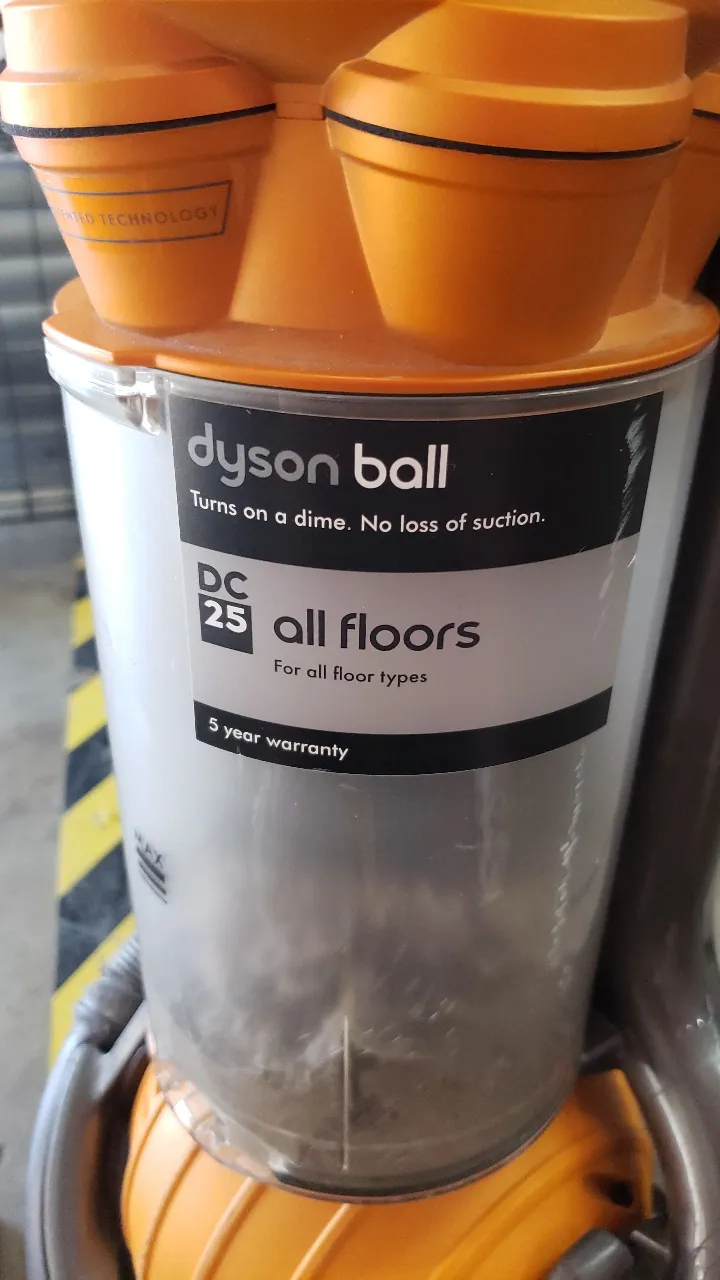 TECHNOLOGY
dyson ball
Turns on a dime. No loss of suction.
DC
25
all floors
For all floor types
5 year warranty
MAX